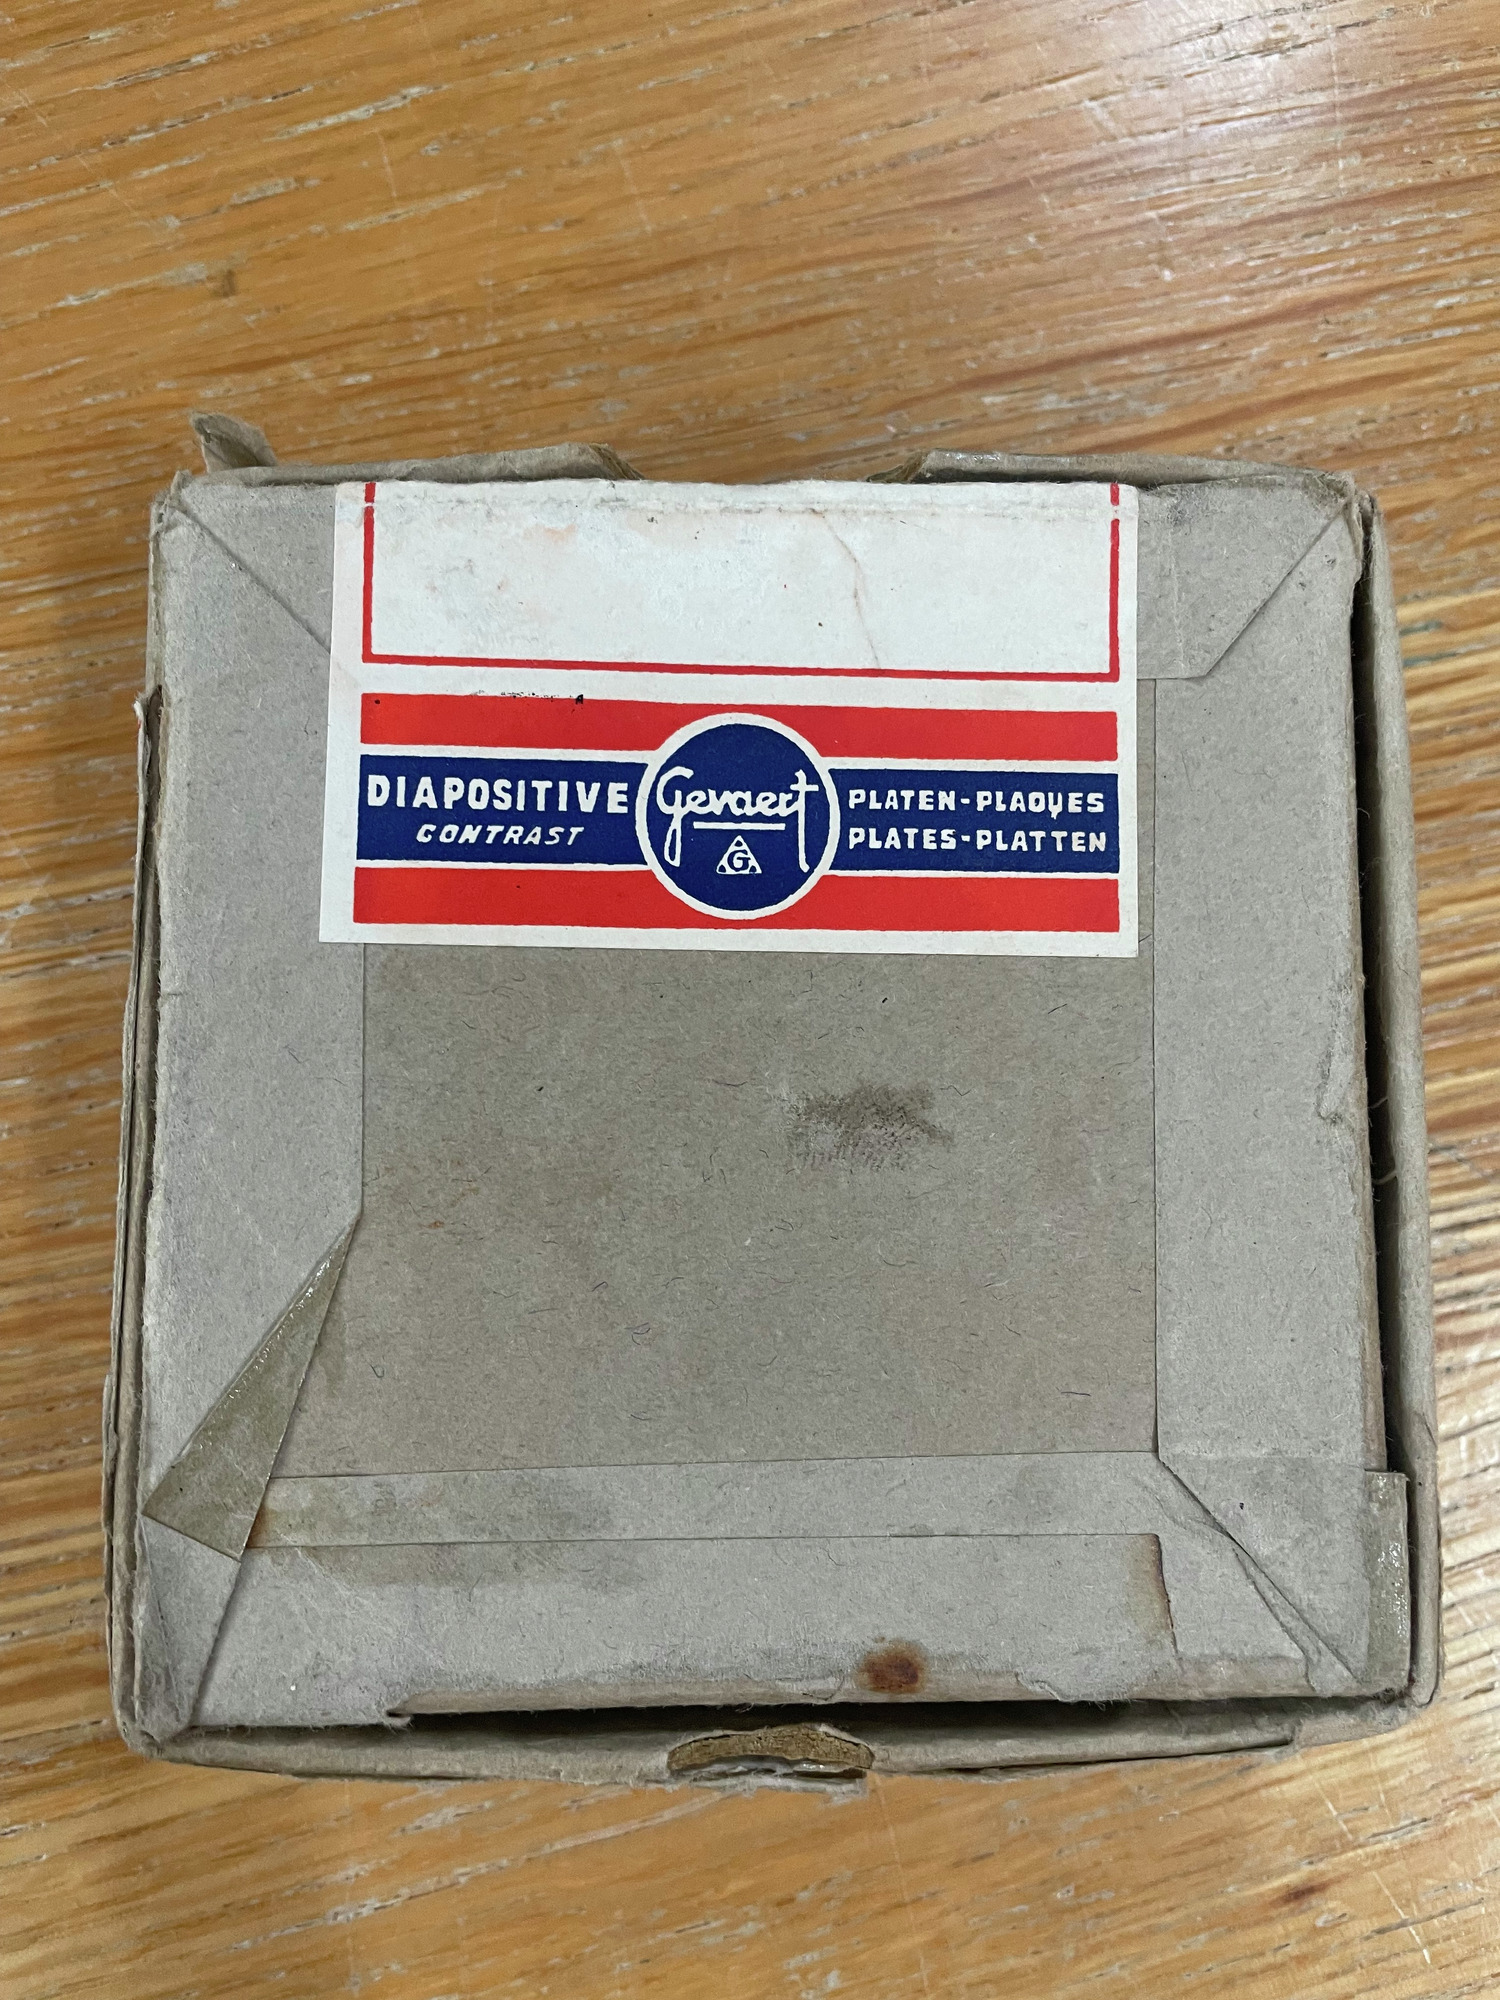 DIAPOSITIVE
CONTRAST
Gevaert
G
PLATEN-PLAQUES
PLATES-PLATTEN